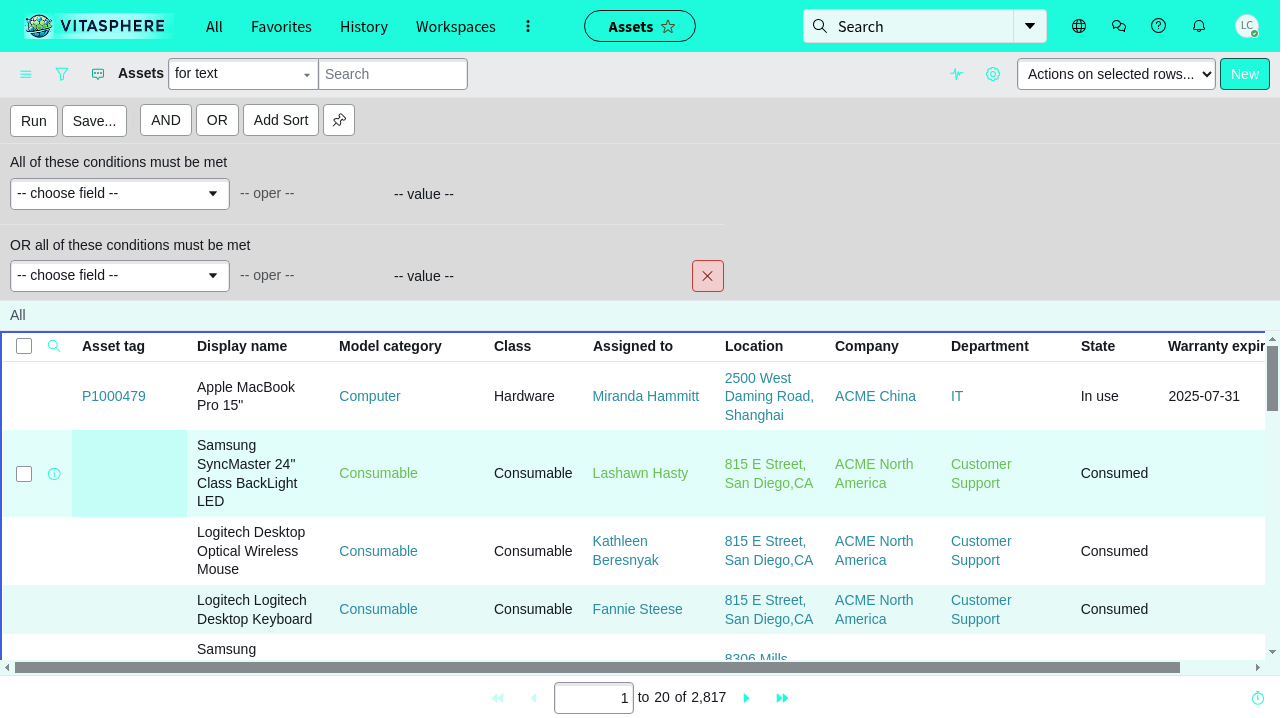 VITASPHERE All Favorites History Workspaces Assets Search LC
Assets for text Search Actions on selected rows... New
Run Save... AND OR Add Sort
All of these conditions must be met
-- choose field -- -- oper -- -- value --
OR all of these conditions must be met
-- choose field -- -- oper -- -- value --
All
Asset tag Display name Model category Class Assigned to Location Company Department State Warranty expir
P1000479 Apple MacBook Pro 15" Computer Hardware Miranda Hammitt 2500 West Daming Road, Shanghai ACME China IT In use 2025-07-31
Samsung SyncMaster 24" Class BackLight LED Consumable Consumable Lashawn Hasty 815 E Street, San Diego,CA ACME North America Customer Support Consumed
Logitech Desktop Optical Wireless Mouse Consumable Consumable Kathleen Beresnyak 815 E Street, San Diego,CA ACME North America Customer Support Consumed
Logitech Logitech Desktop Keyboard Consumable Consumable Fannie Steese 815 E Street, San Diego,CA ACME North America Customer Support Consumed
Samsung 8306 Mills
1 to 20 of 2,817